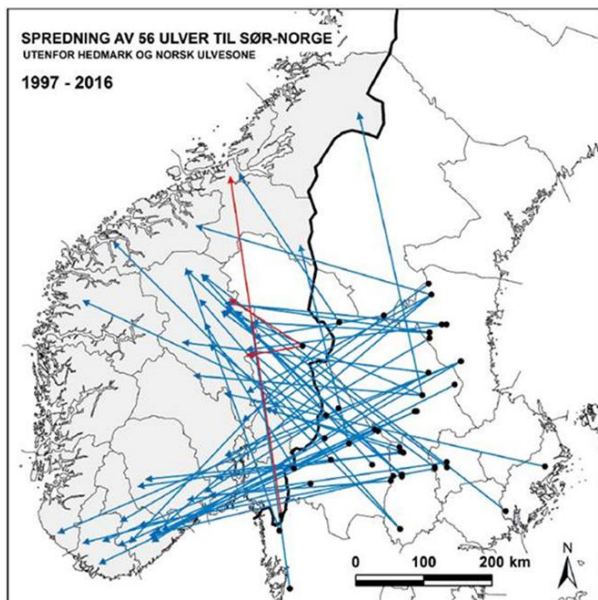 SPREDNING AV 56 ULVER TIL SØR-NORGE
UTENFOR HEDMARK OG NORSK ULVESONE
1997 - 2016
N
0 100 200 km